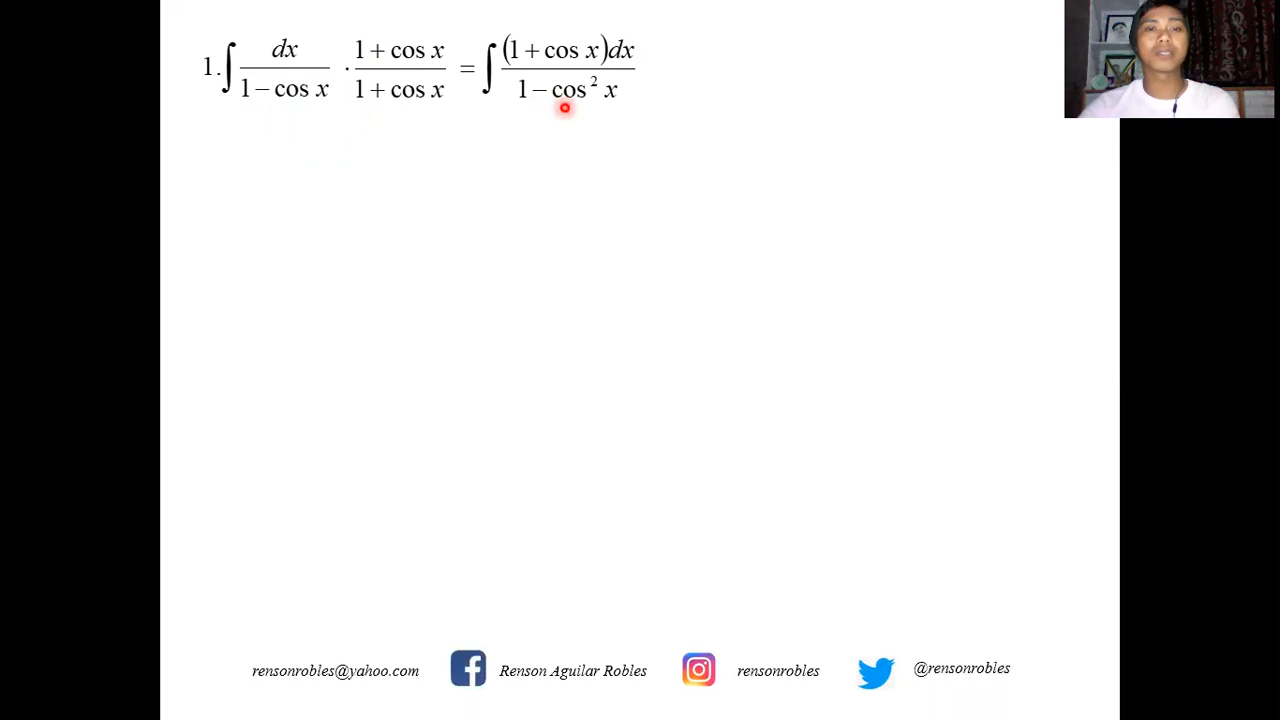 1. ∫ dx / (1 − cos x) · (1 + cos x) / (1 + cos x) = ∫ (1 + cos x)dx / (1 − cos² x)
rensonrobles@yahoo.com Renson Aguilar Robles rensonrobles @rensonrobles